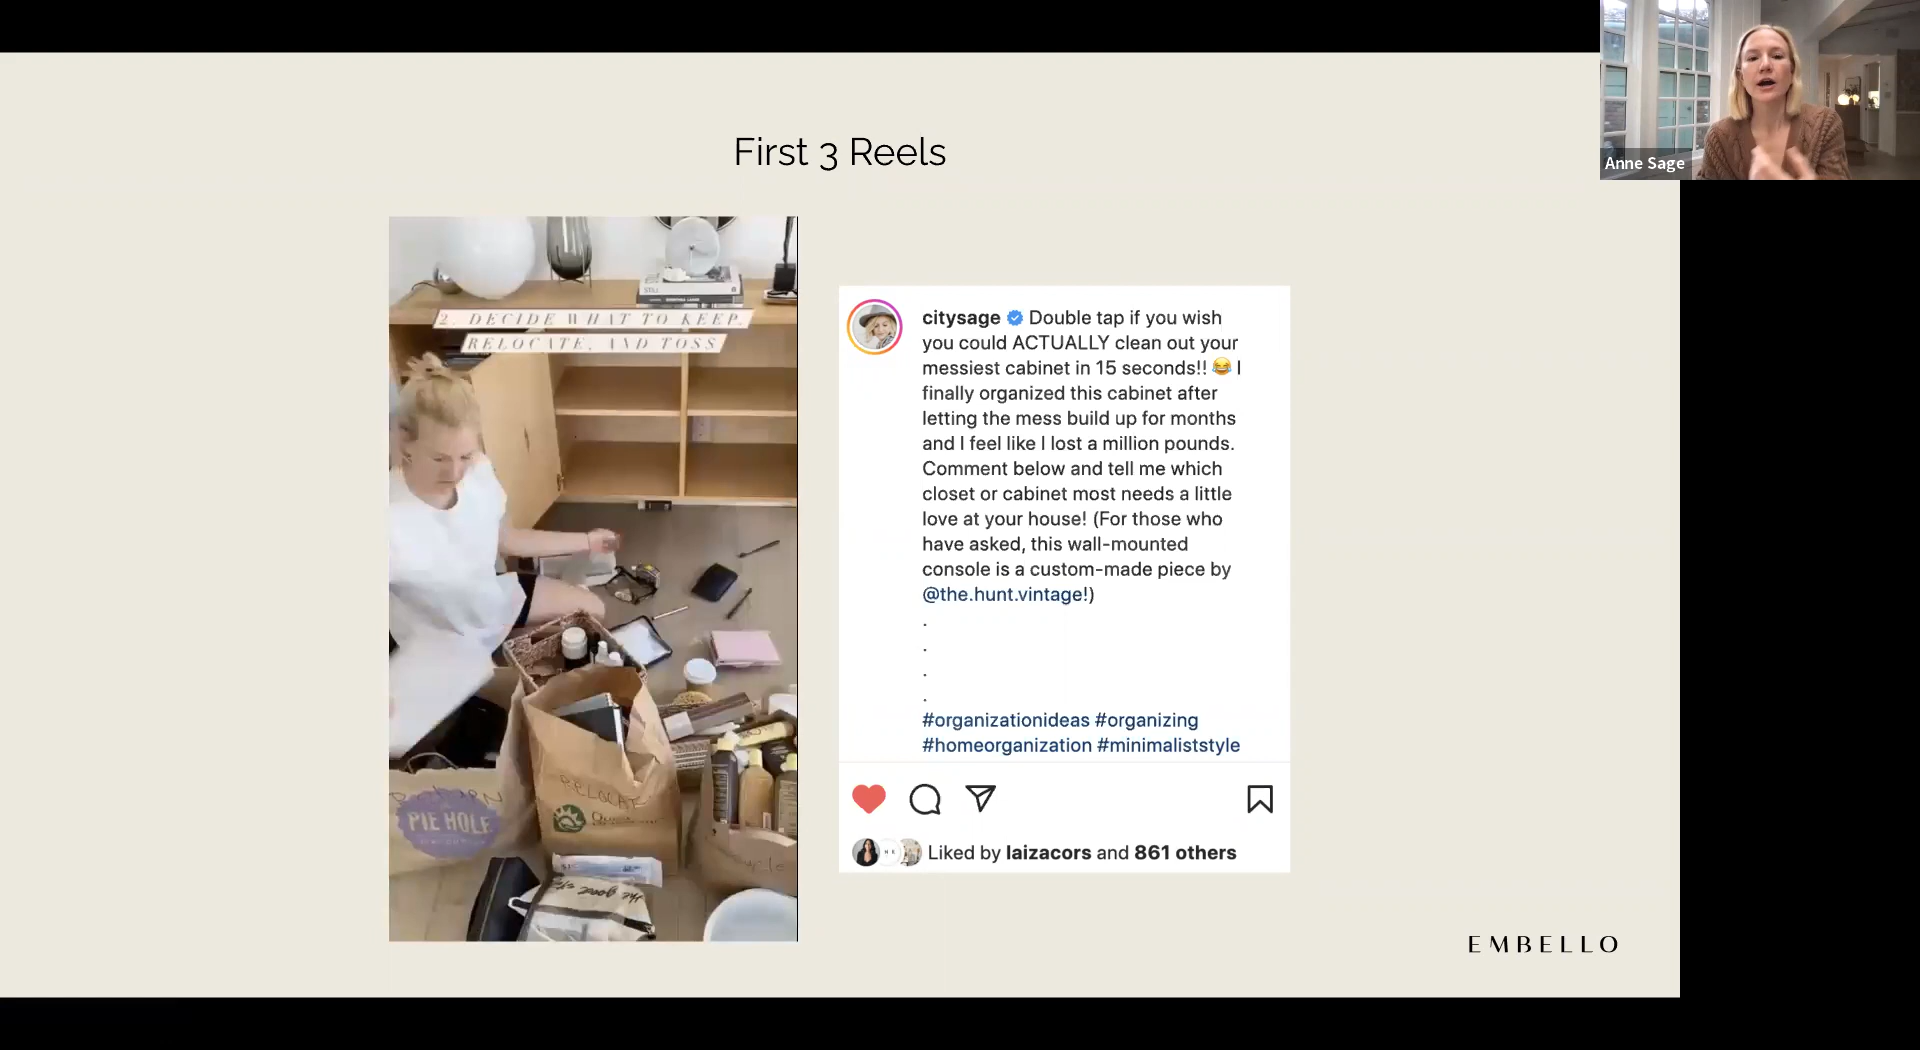 First 3 Reels
Anne Sage
2. DECIDE WHAT TO KEEP,
RELOCATE, AND TOSS
STIL
RELOCATE
PIE HOLE
the good
citysage Double tap if you wish
you could ACTUALLY clean out your
messiest cabinet in 15 seconds!! 😂 I
finally organized this cabinet after
letting the mess build up for months
and I feel like I lost a million pounds.
Comment below and tell me which
closet or cabinet most needs a little
love at your house! (For those who
have asked, this wall-mounted
console is a custom-made piece by
@the.hunt.vintage!)
.
.
.
.
#organizationideas #organizing
#homeorganization #minimaliststyle
Liked by laizacors and 861 others
EMBELLO